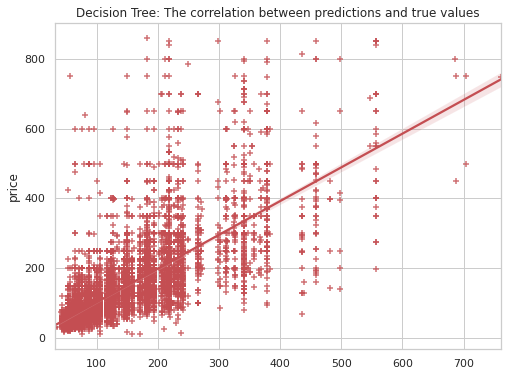 Decision Tree: The correlation between predictions and true values
800
600
400
200
0
price
100 200 300 400 500 600 700